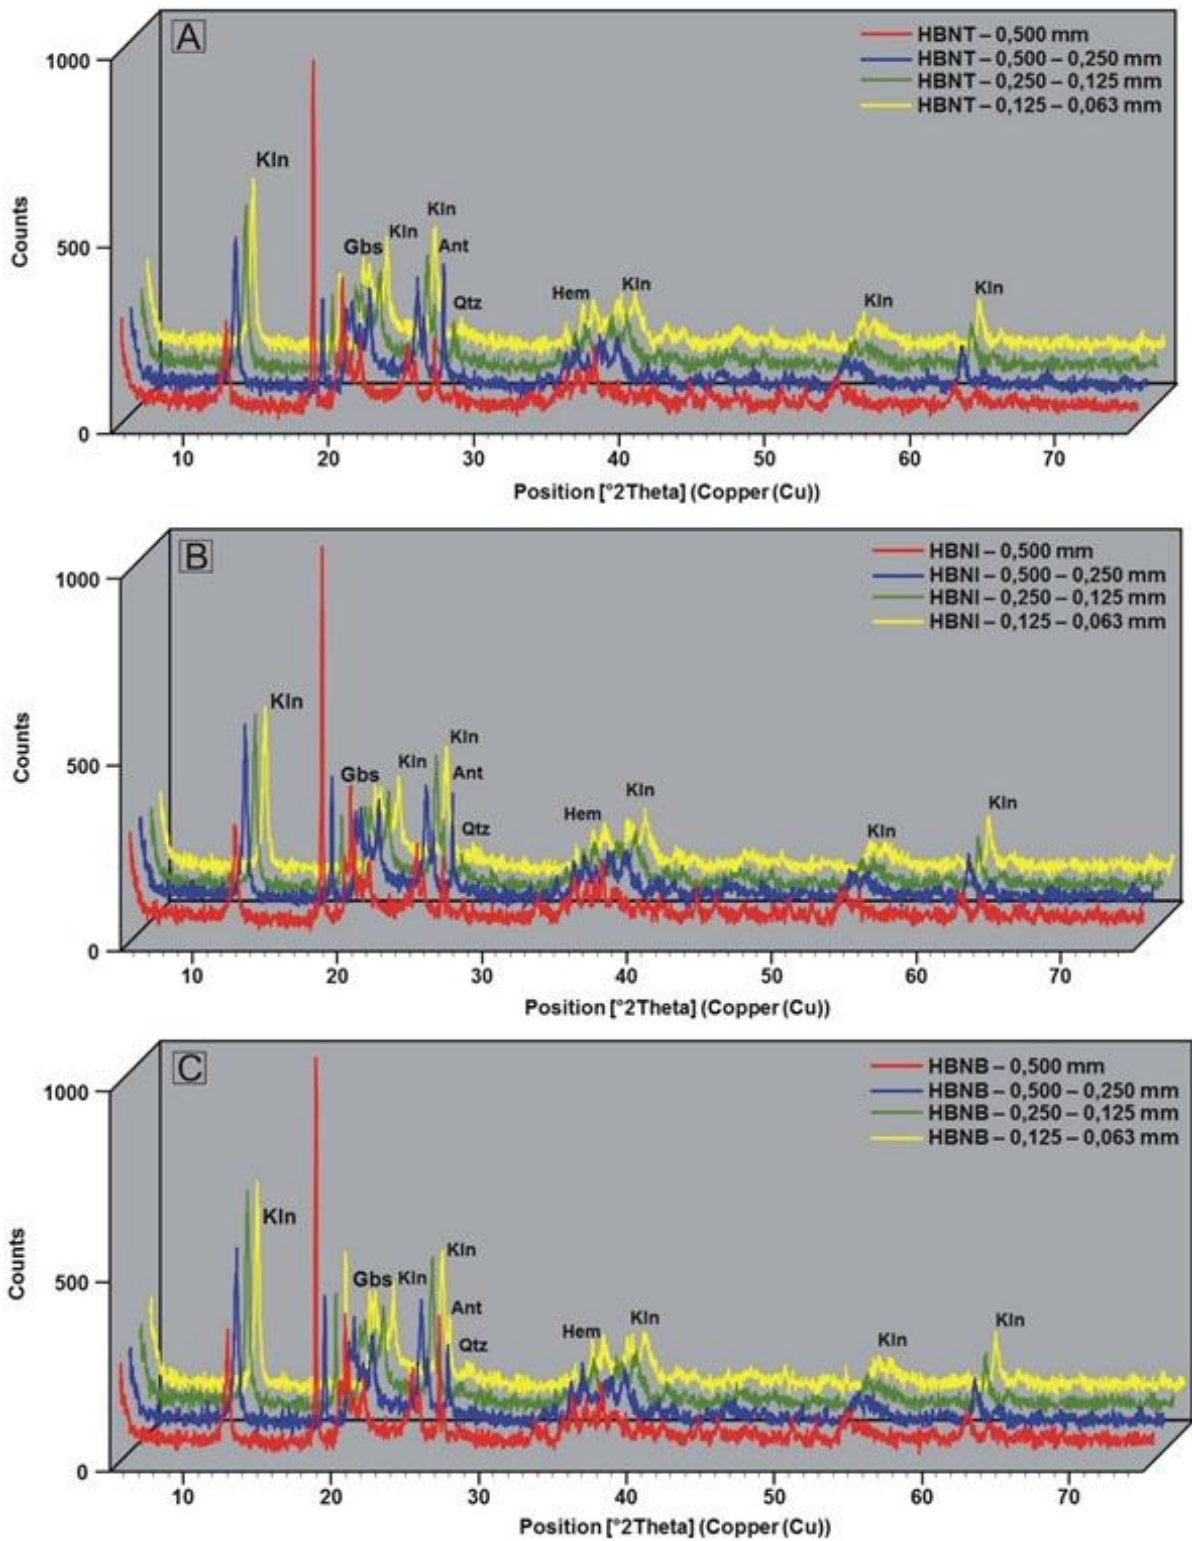 A
HBNT – 0,500 mm
HBNT – 0,500 – 0,250 mm
HBNT – 0,250 – 0,125 mm
HBNT – 0,125 – 0,063 mm
1000
500
0
Counts
Kln
Gbs
Kln
Kln
Ant
Qtz
Hem
Kln
Kln
Kln
10 20 30 40 50 60 70
Position [°2Theta] (Copper (Cu))
B
HBNI – 0,500 mm
HBNI – 0,500 – 0,250 mm
HBNI – 0,250 – 0,125 mm
HBNI – 0,125 – 0,063 mm
1000
500
0
Counts
Kln
Gbs
Kln
Kln
Ant
Qtz
Hem
Kln
Kln
Kln
10 20 30 40 50 60 70
Position [°2Theta] (Copper (Cu))
C
HBNB – 0,500 mm
HBNB – 0,500 – 0,250 mm
HBNB – 0,250 – 0,125 mm
HBNB – 0,125 – 0,063 mm
1000
500
0
Counts
Kln
Gbs
Kln
Kln
Ant
Qtz
Hem
Kln
Kln
Kln
10 20 30 40 50 60 70
Position [°2Theta] (Copper (Cu))